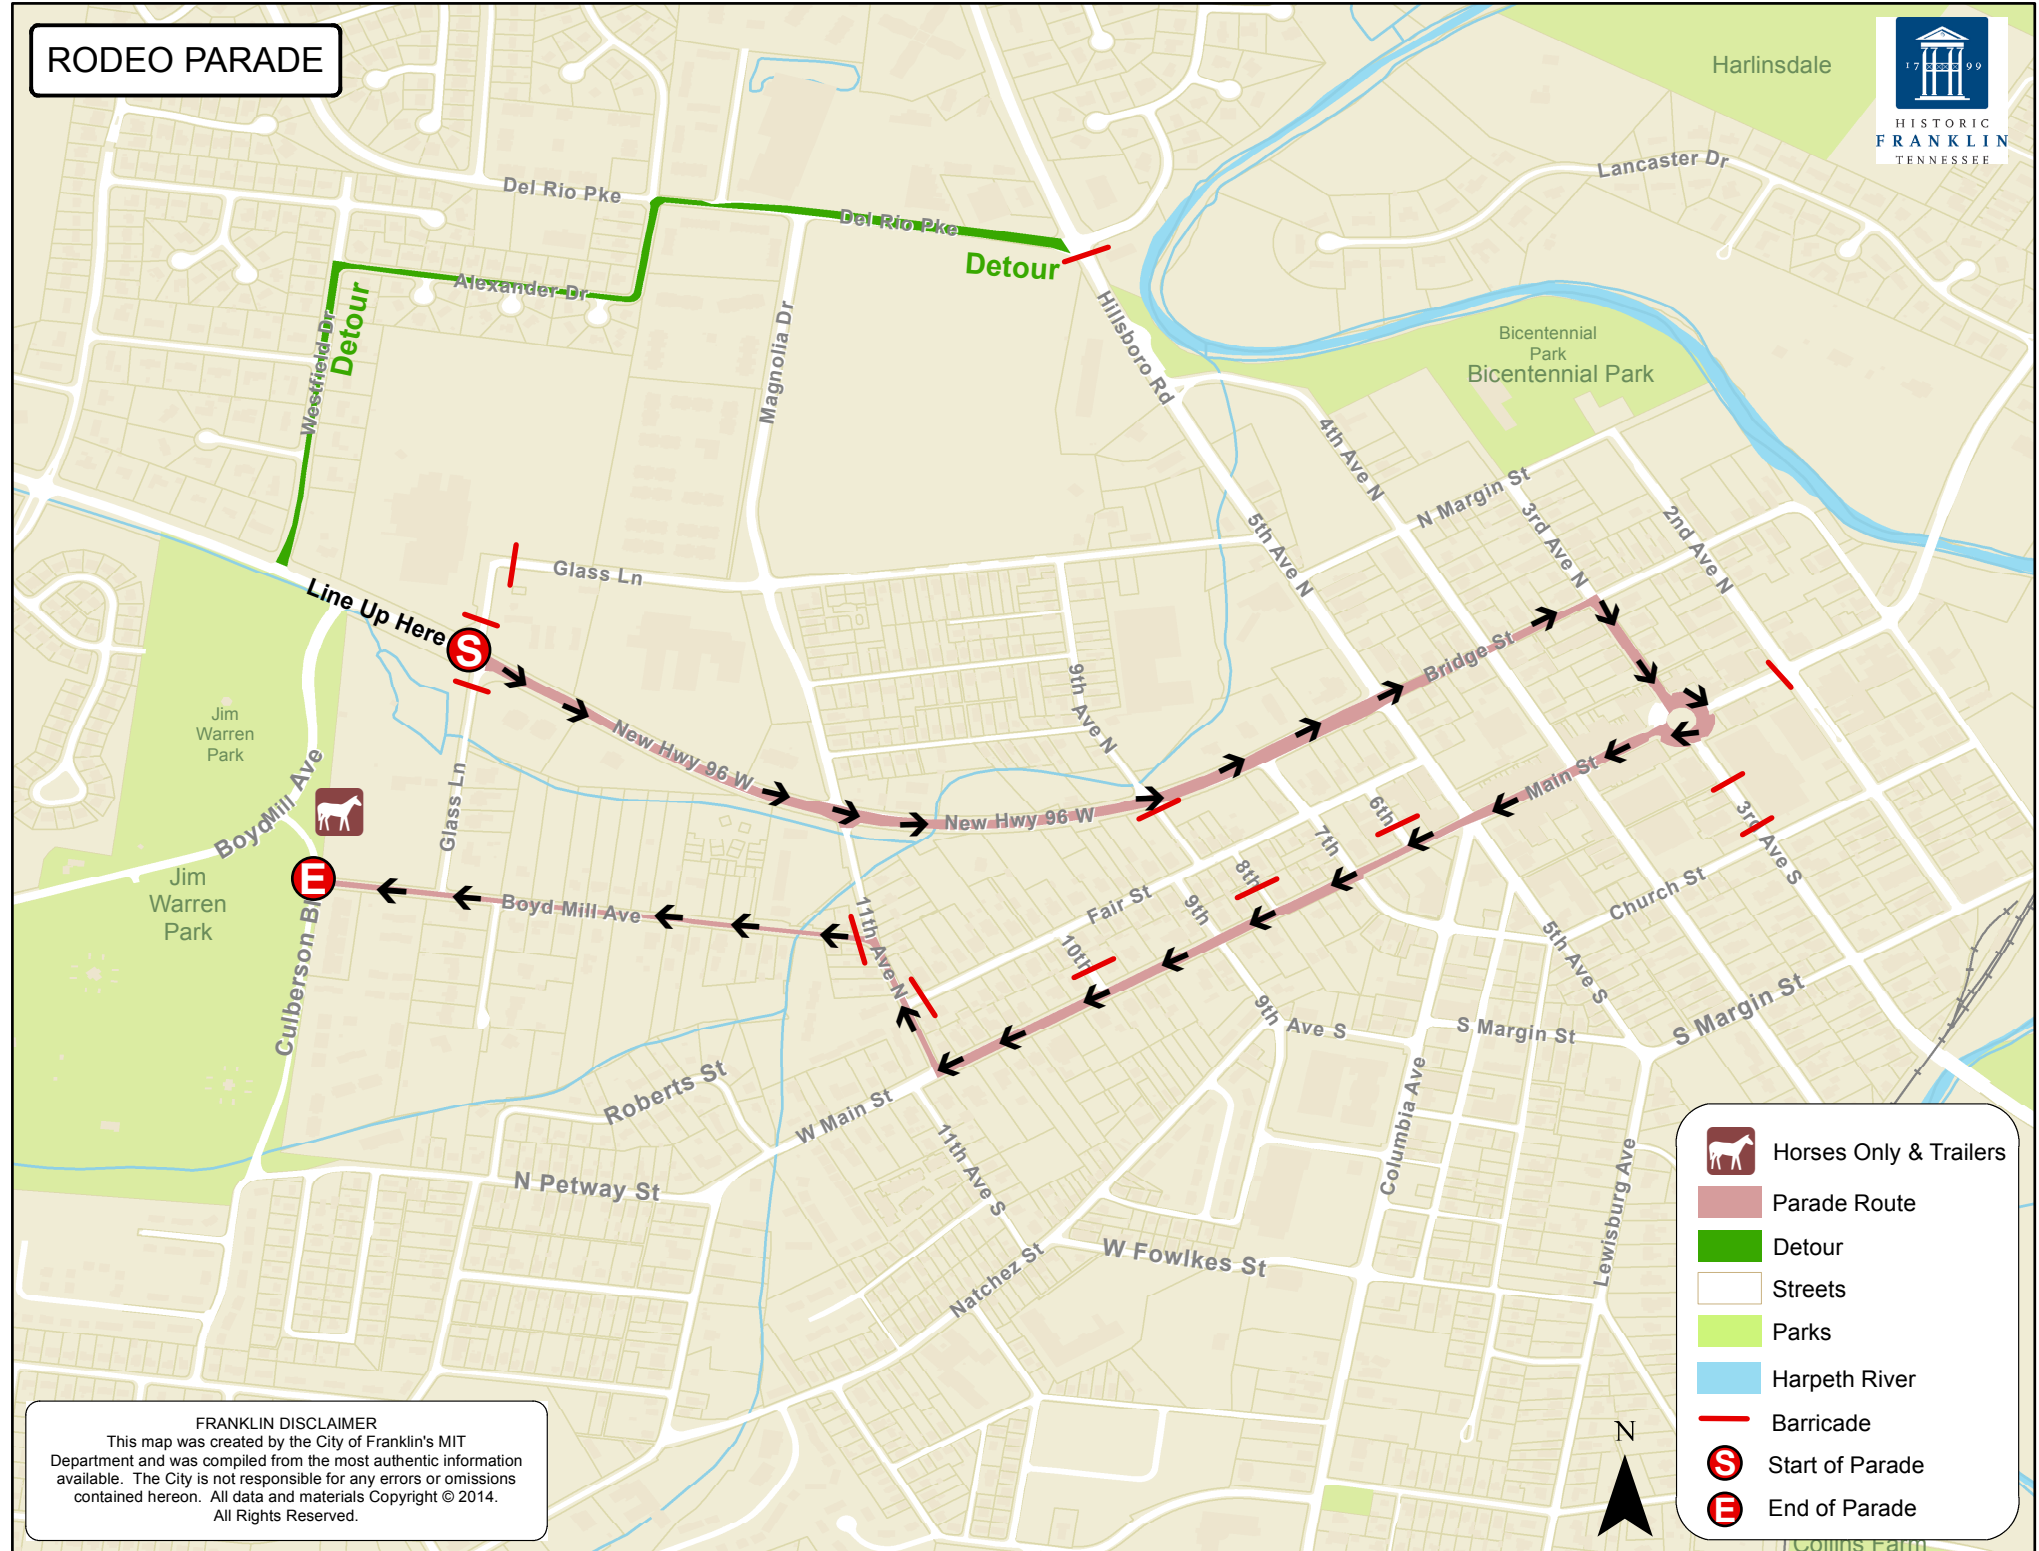 RODEO PARADE
Harlinsdale
17 99
HISTORIC
FRANKLIN
TENNESSEE
Lancaster Dr
Del Rio Pke
Del Rio Pke
Detour
Alexander Dr
Detour
Westfield Dr
Magnolia Dr
Hillsboro Rd
Bicentennial
Park
Bicentennial Park
4th Ave N
N Margin St
3rd Ave N
2nd Ave N
5th Ave N
Glass Ln
Line Up Here
S
Bridge St
9th Ave N
Jim
Warren
Park
New Hwy 96 W
New Hwy 96 W
Main St
Boyd Mill Ave
Glass Ln
6th
7th
3rd Ave S
E
Jim
Warren
Park
Boyd Mill Ave
8th
9th
Fair St
Church St
11th Ave N
10th
5th Ave S
Culberson Bl
9th Ave S
S Margin St
S Margin St
Roberts St
W Main St
Columbia Ave
11th Ave S
N Petway St
Lewisburg Ave
W Fowlkes St
Natchez St
Horses Only & Trailers
Parade Route
Detour
Streets
Parks
Harpeth River
Barricade
S Start of Parade
E End of Parade
N
Collins Farm
FRANKLIN DISCLAIMER
This map was created by the City of Franklin's MIT
Department and was compiled from the most authentic information
available. The City is not responsible for any errors or omissions
contained hereon. All data and materials Copyright © 2014.
All Rights Reserved.